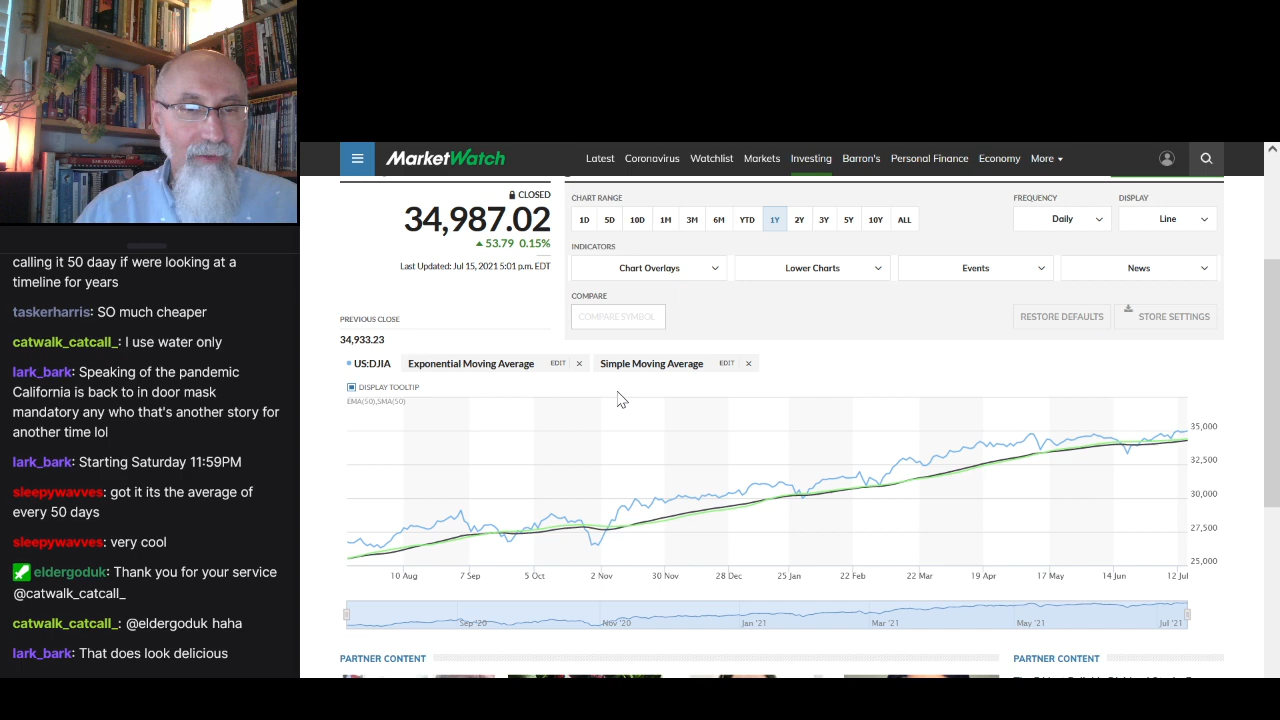 calling it 50 daay if were looking at a
timeline for years
taskerharris: SO much cheaper
catwalk_catcall_: I use water only
lark_bark: Speaking of the pandemic
California is back to in door mask
mandatory any who that's another story for
another time lol
lark_bark: Starting Saturday 11:59PM
sleepywavves: got it its the average of
every 50 days
sleepywavves: very cool
eldergoduk: Thank you for your service
@catwalk_catcall_
catwalk_catcall_: @eldergoduk haha
lark_bark: That does look delicious
MarketWatch
Latest Coronavirus Watchlist Markets Investing Barron's Personal Finance Economy More
CLOSED
34,987.02
53.79 0.15%
Last Updated: Jul 15, 2021 5:01 p.m. EDT
PREVIOUS CLOSE
34,933.23
CHART RANGE
1D 5D 10D 1M 3M 6M YTD 1Y 2Y 3Y 5Y 10Y ALL
FREQUENCY
Daily
DISPLAY
Line
INDICATORS
Chart Overlays
Lower Charts
Events
News
COMPARE
COMPARE SYMBOL
RESTORE DEFAULTS
STORE SETTINGS
US:DJIA
Exponential Moving Average EDIT ×
Simple Moving Average EDIT ×
DISPLAY TOOLTIP
EMA(50),SMA(50)
35,000
32,500
30,000
27,500
25,000
10 Aug 7 Sep 5 Oct 2 Nov 30 Nov 28 Dec 25 Jan 22 Feb 22 Mar 19 Apr 17 May 14 Jun 12 Jul
Sep '20 Nov '20 Jan '21 Mar '21 May '21 Jul '21
PARTNER CONTENT
PARTNER CONTENT